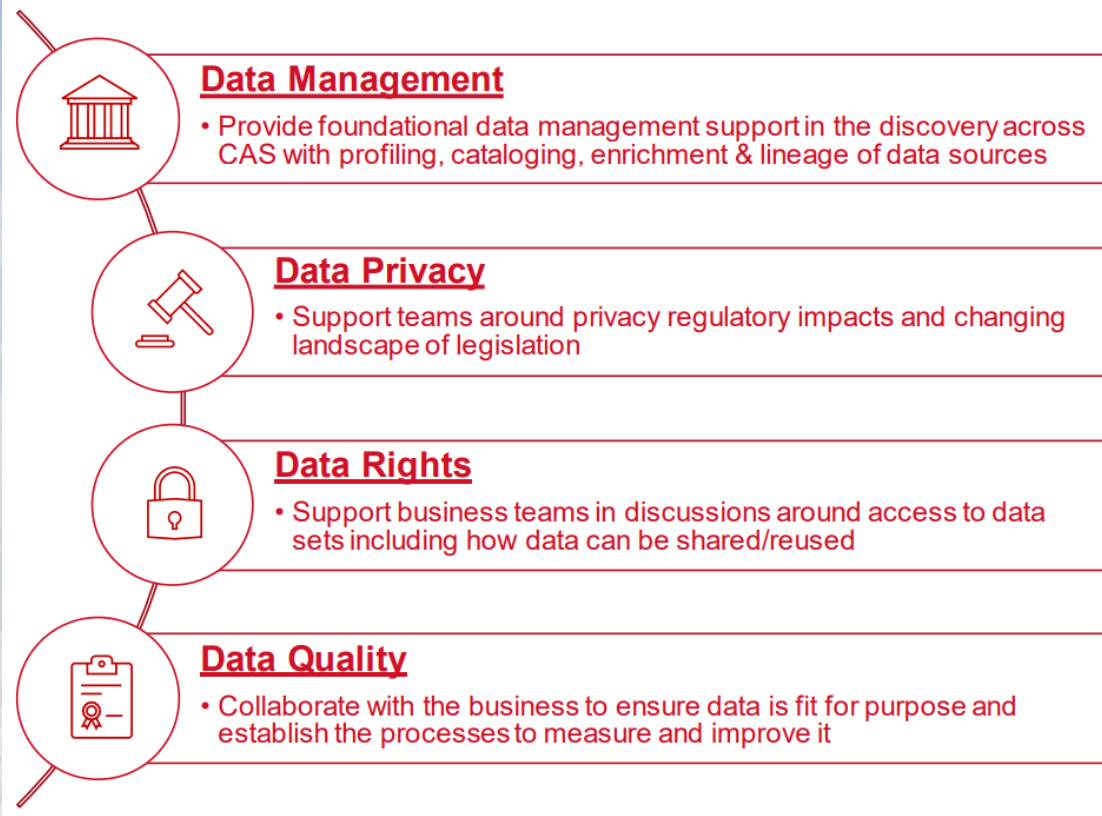 Data Management
• Provide foundational data management support in the discovery across
CAS with profiling, cataloging, enrichment & lineage of data sources
Data Privacy
• Support teams around privacy regulatory impacts and changing
landscape of legislation
Data Rights
• Support business teams in discussions around access to data
sets including how data can be shared/reused
Data Quality
• Collaborate with the business to ensure data is fit for purpose and
establish the processes to measure and improve it